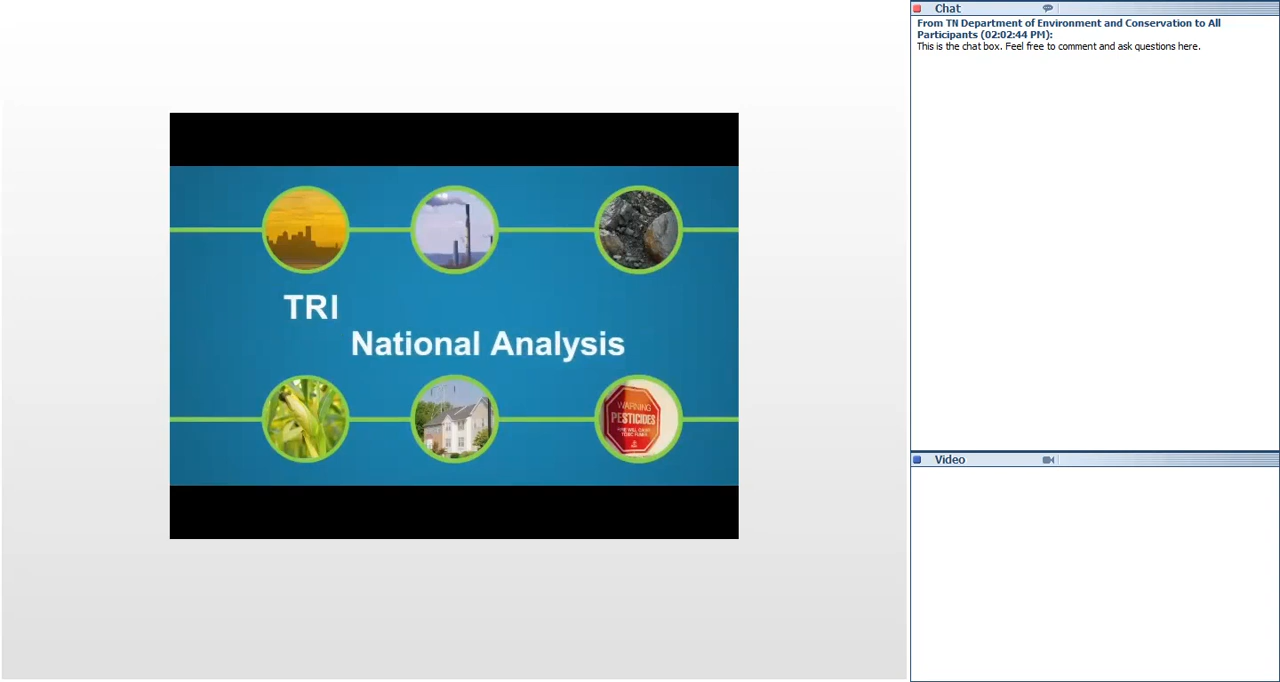 TRI
National Analysis
WARNING
PESTICIDES
Chat
From TN Department of Environment and Conservation to All
Participants (02:02:44 PM):
This is the chat box. Feel free to comment and ask questions here.
Video